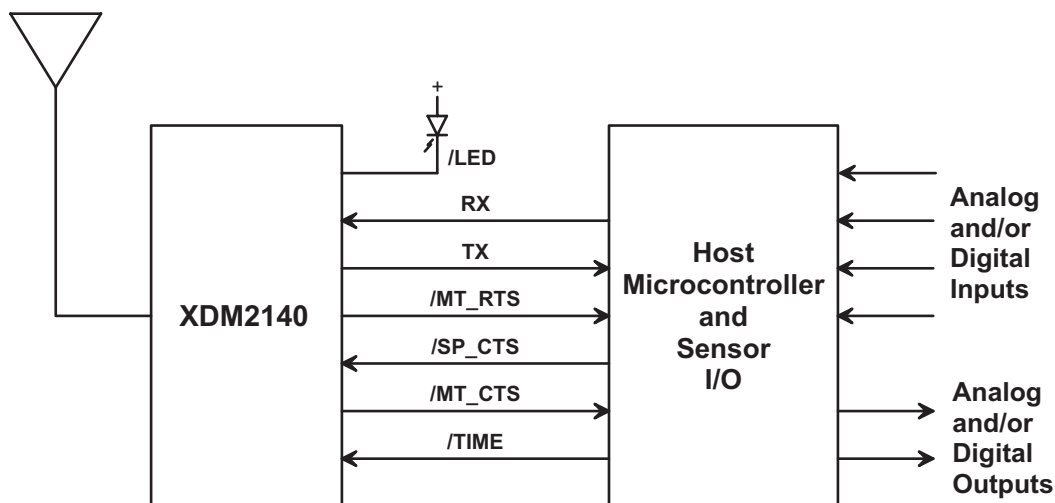 +
/LED
RX
TX
/MT_RTS
/SP_CTS
/MT_CTS
/TIME
XDM2140
Host
Microcontroller
and
Sensor
I/O
Analog
and/or
Digital
Inputs
Analog
and/or
Digital
Outputs